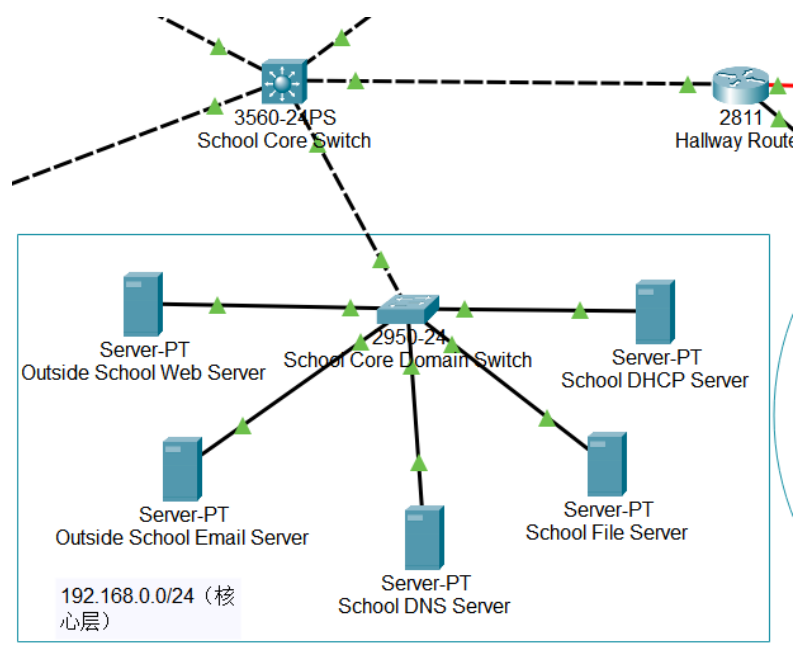 3560-24PS
School Core Switch
2811
Hallway Route
2950-24
School Core Domain Switch
Server-PT
Outside School Web Server
Server-PT
School DHCP Server
Server-PT
Outside School Email Server
Server-PT
School File Server
Server-PT
School DNS Server
192.168.0.0/24（核
心层）